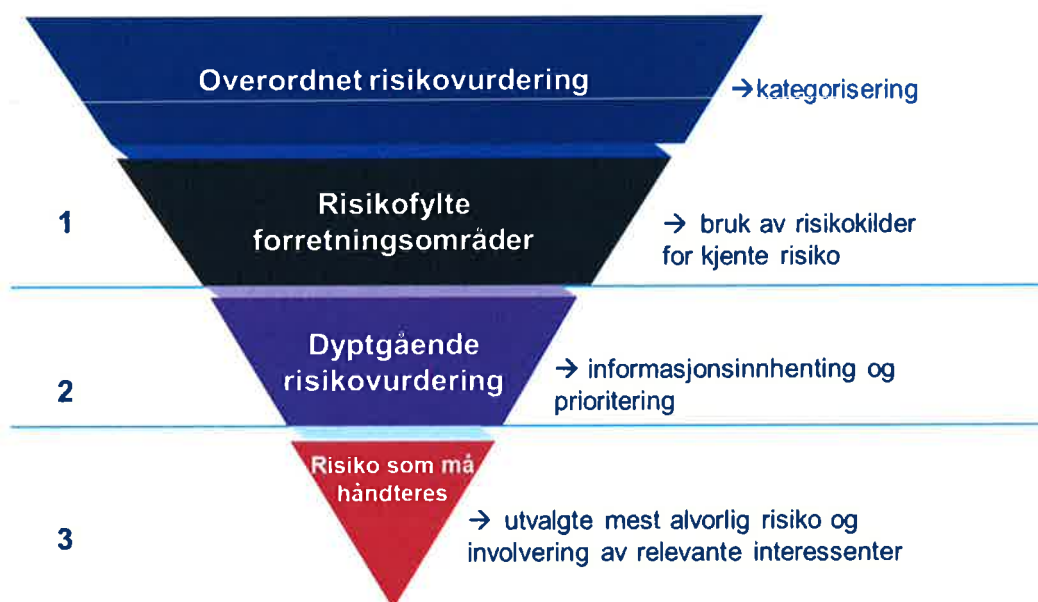 Overordnet risikovurdering
→kategorisering
1
Risikofylte
forretningsområder
→ bruk av risikokilder
for kjente risiko
2
Dyptgående
risikovurdering
→ informasjonsinnhenting og
prioritering
3
Risiko som må
håndteres
→ utvalgte mest alvorlig risiko og
involvering av relevante interessenter